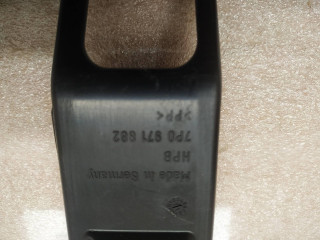 >PP<
7P0 971 682
HPB
Made in Germany